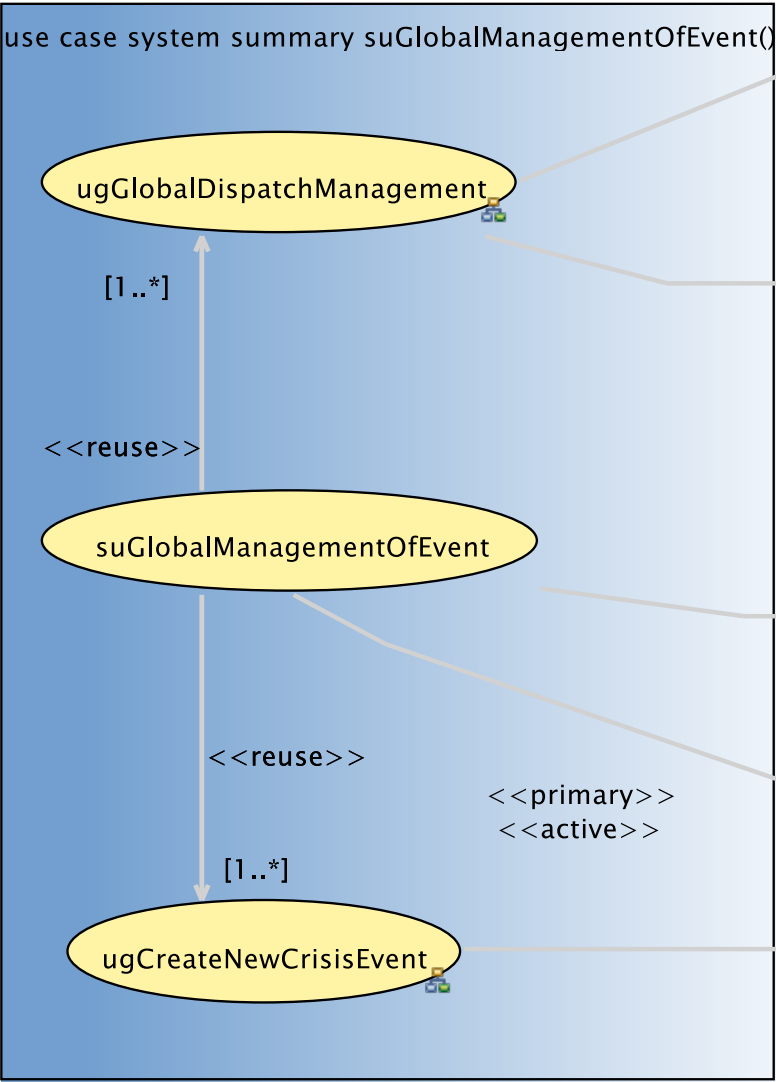 use case system summary suGlobalManagementOfEvent()
ugGlobalDispatchManagement
[1..*]
<<reuse>>
suGlobalManagementOfEvent
<<reuse>>
<<primary>>
<<active>>
[1..*]
ugCreateNewCrisisEvent